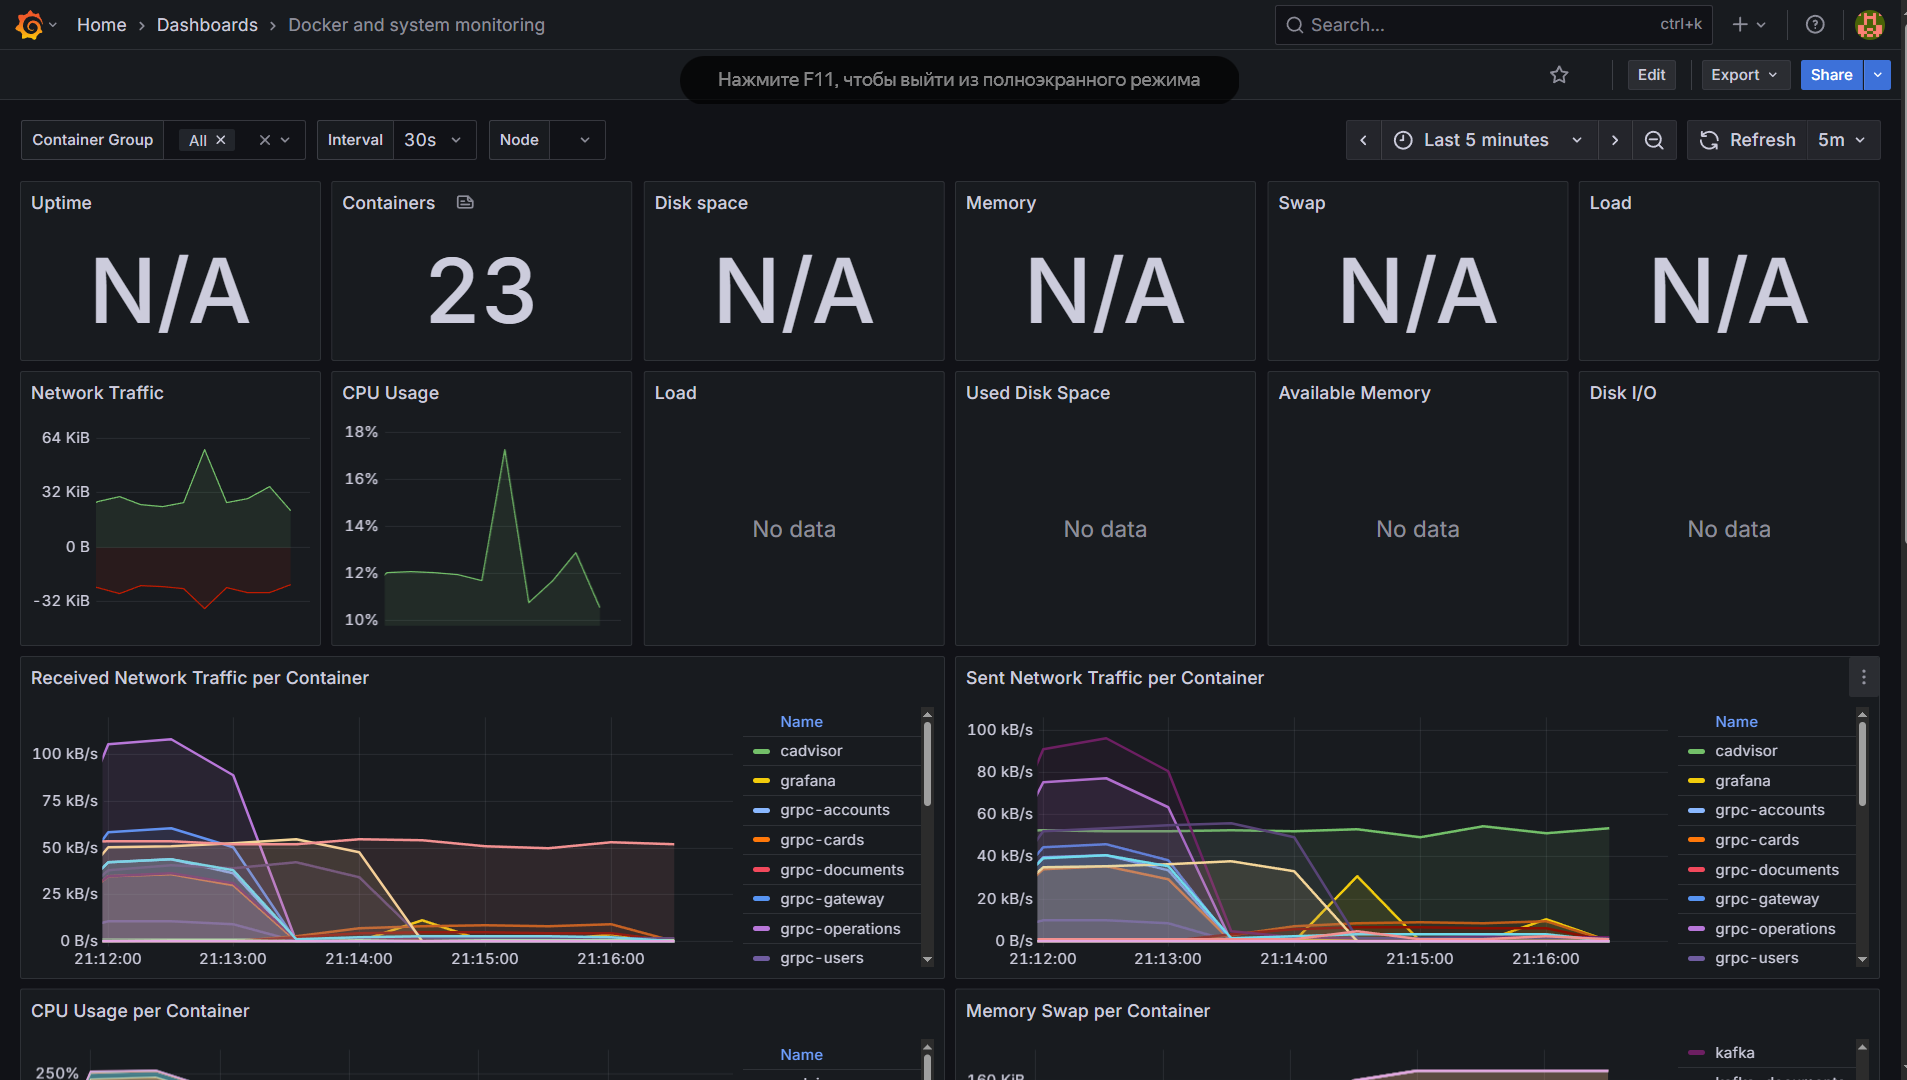 Home › Dashboards › Docker and system monitoring
Search...
ctrl+k
Нажмите F11, чтобы выйти из полноэкранного режима
Edit
Export
Share
Container Group
All
Interval
30s
Node
Last 5 minutes
Refresh
5m
Uptime
N/A
Containers
23
Disk space
N/A
Memory
N/A
Swap
N/A
Load
N/A
Network Traffic
64 KiB
32 KiB
0 B
-32 KiB
CPU Usage
18%
16%
14%
12%
10%
Load
No data
Used Disk Space
No data
Available Memory
No data
Disk I/O
No data
Received Network Traffic per Container
100 kB/s
75 kB/s
50 kB/s
25 kB/s
0 B/s
21:12:00
21:13:00
21:14:00
21:15:00
21:16:00
Name
cadvisor
grafana
grpc-accounts
grpc-cards
grpc-documents
grpc-gateway
grpc-operations
grpc-users
Sent Network Traffic per Container
100 kB/s
80 kB/s
60 kB/s
40 kB/s
20 kB/s
0 B/s
21:12:00
21:13:00
21:14:00
21:15:00
21:16:00
Name
cadvisor
grafana
grpc-accounts
grpc-cards
grpc-documents
grpc-gateway
grpc-operations
grpc-users
CPU Usage per Container
250%
Name
Memory Swap per Container
160 KiB
kafka